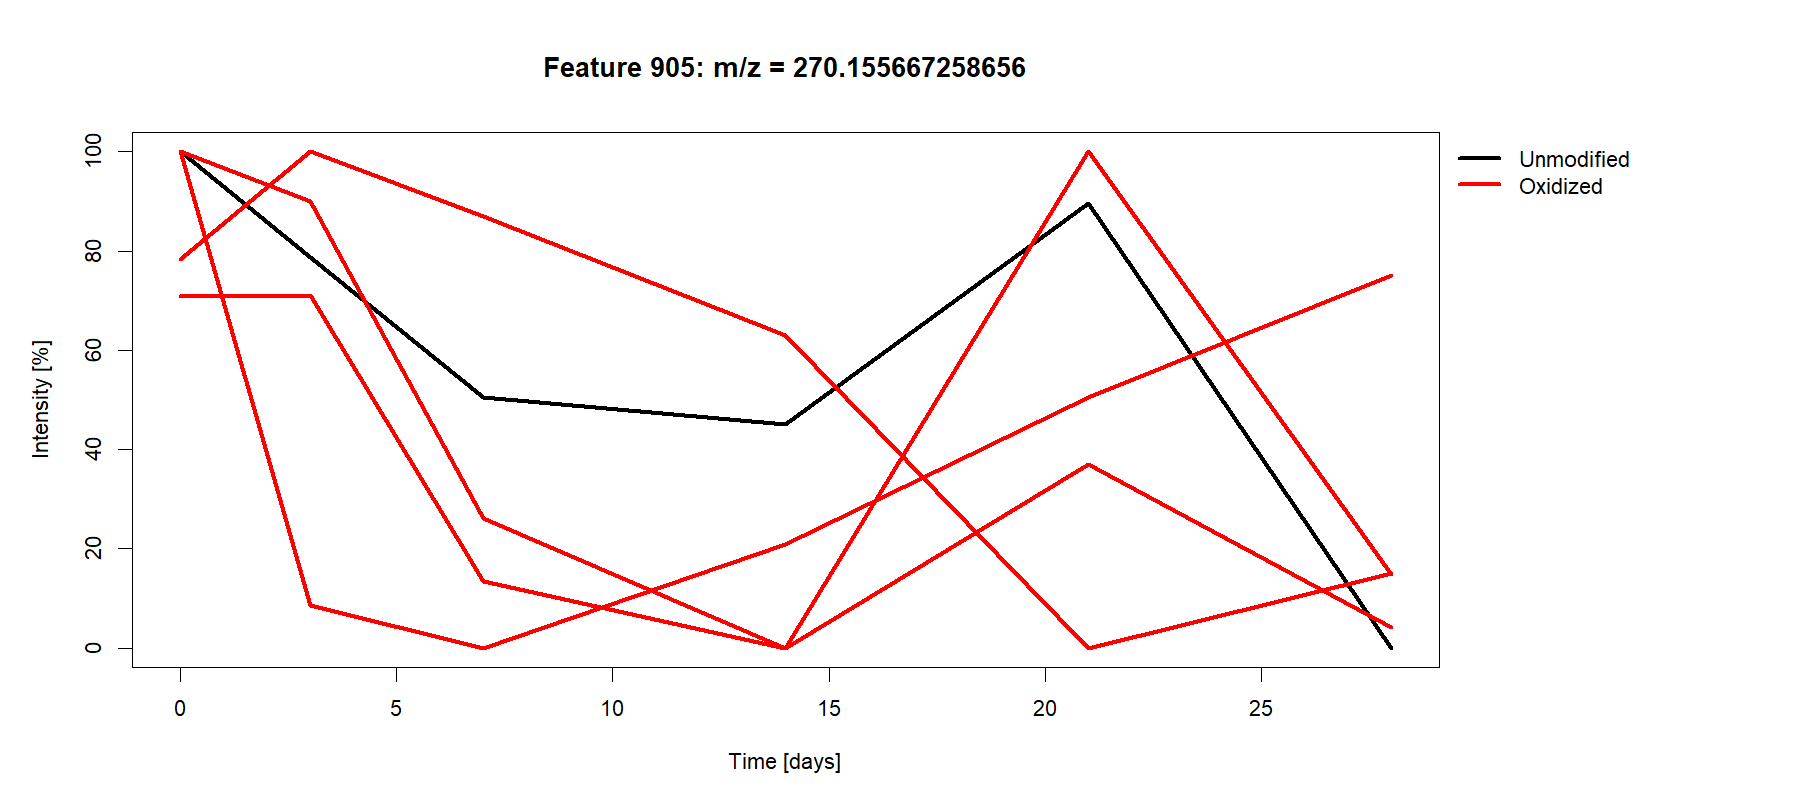 Feature 905: m/z = 270.155667258656
Unmodified
Oxidized
Intensity [%]
100
80
60
40
20
0
0 5 10 15 20 25
Time [days]